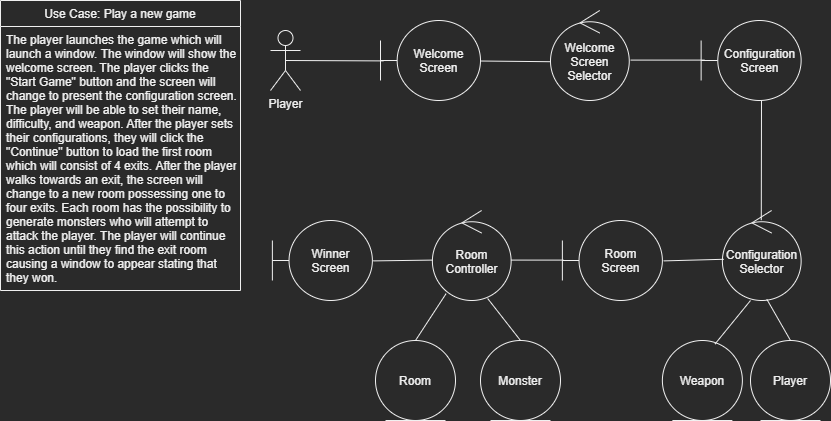 Use Case: Play a new game
The player launches the game which will
launch a window. The window will show the
welcome screen. The player clicks the
"Start Game" button and the screen will
change to present the configuration screen.
The player will be able to set their name,
difficulty, and weapon. After the player sets
their configurations, they will click the
"Continue" button to load the first room
which will consist of 4 exits. After the player
walks towards an exit, the screen will
change to a new room possessing one to
four exits. Each room has the possibility to
generate monsters who will attempt to
attack the player. The player will continue
this action until they find the exit room
causing a window to appear stating that
they won.
Player
Welcome
Screen
Welcome
Screen
Selector
Configuration
Screen
Winner
Screen
Room
Controller
Room
Screen
Configuration
Selector
Room
Monster
Weapon
Player